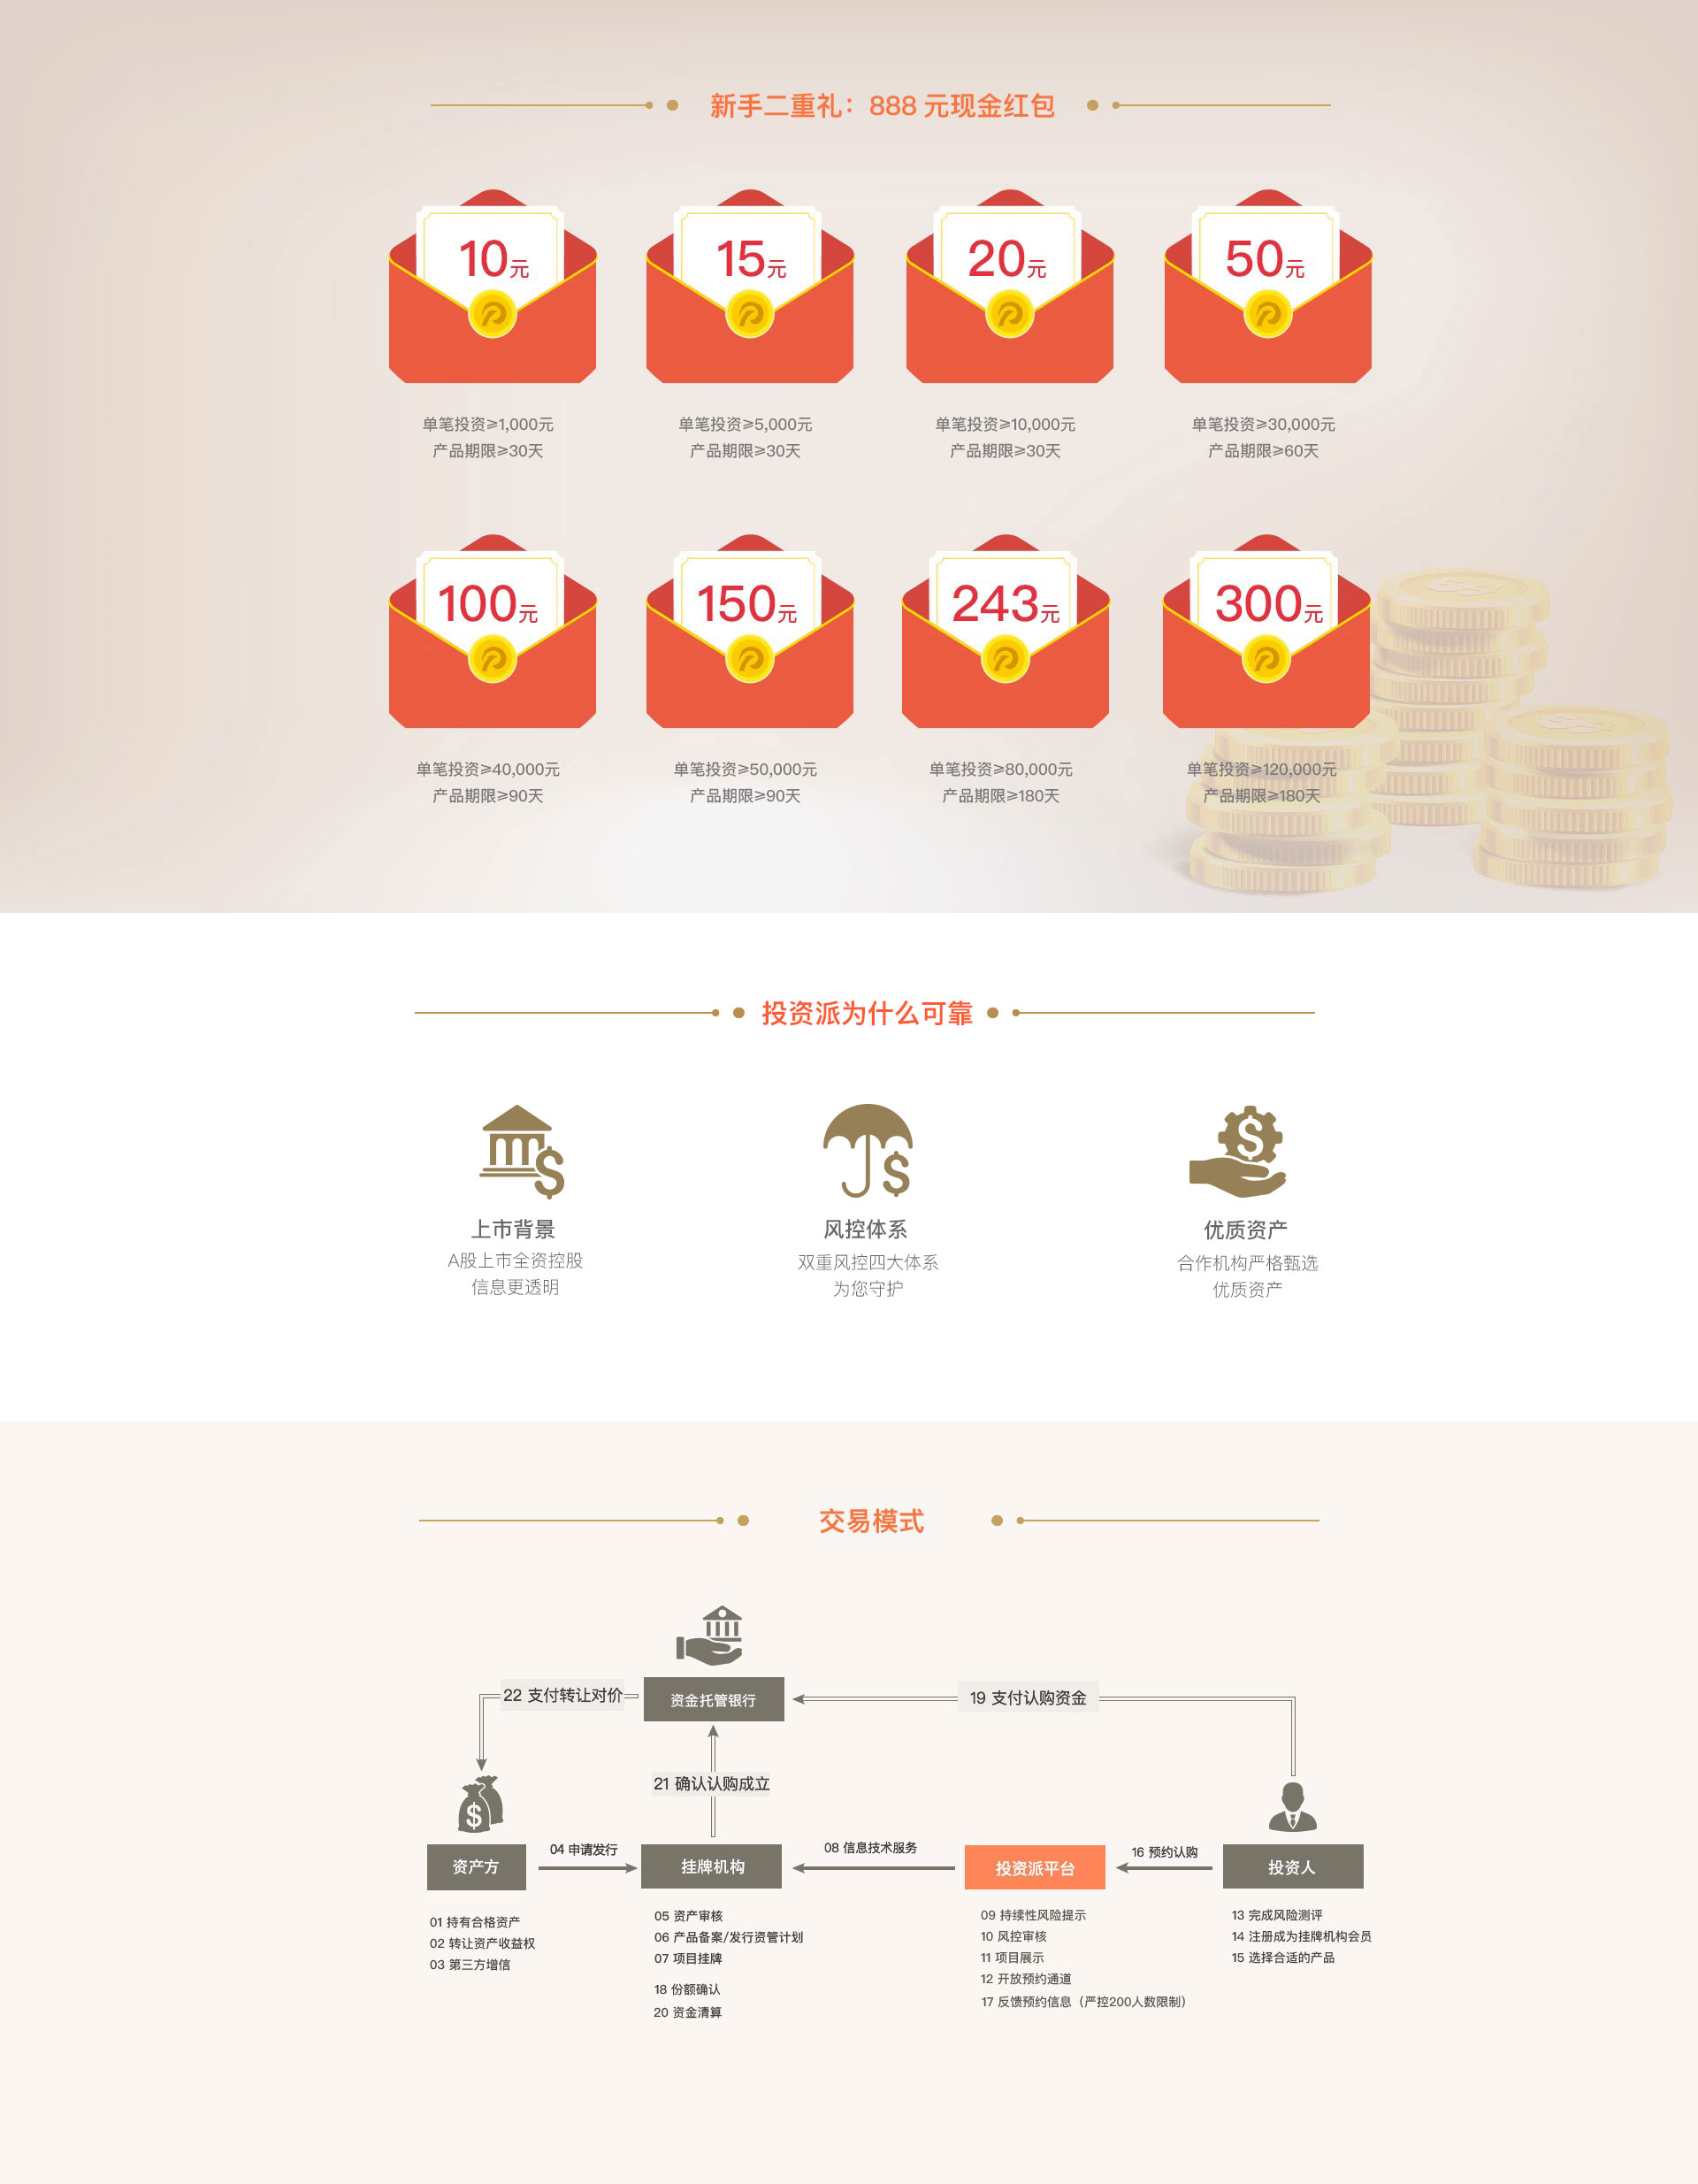 新手二重礼：888 元现金红包
10元
15元
20元
50元
单笔投资≥1,000元
产品期限≥30天
单笔投资≥5,000元
产品期限≥30天
单笔投资≥10,000元
产品期限≥30天
单笔投资≥30,000元
产品期限≥60天
100元
150元
243元
300元
单笔投资≥40,000元
产品期限≥90天
单笔投资≥50,000元
产品期限≥90天
单笔投资≥80,000元
产品期限≥180天
单笔投资≥120,000元
产品期限≥180天
投资派为什么可靠
上市背景
A股上市全资控股
信息更透明
风控体系
双重风控四大体系
为您守护
优质资产
合作机构严格甄选
优质资产
交易模式
22 支付转让对价
资金托管银行
19 支付认购资金
21 确认认购成立
资产方
04 申请发行
挂牌机构
08 信息技术服务
投资派平台
16 预约认购
投资人
01 持有合格资产
02 转让资产收益权
03 第三方增信
05 资产审核
06 产品备案/发行资管计划
07 项目挂牌
18 份额确认
20 资金清算
09 持续性风险提示
10 风控审核
11 项目展示
12 开放预约通道
17 反馈预约信息（严控200人数限制）
13 完成风险测评
14 注册成为挂牌机构会员
15 选择合适的产品